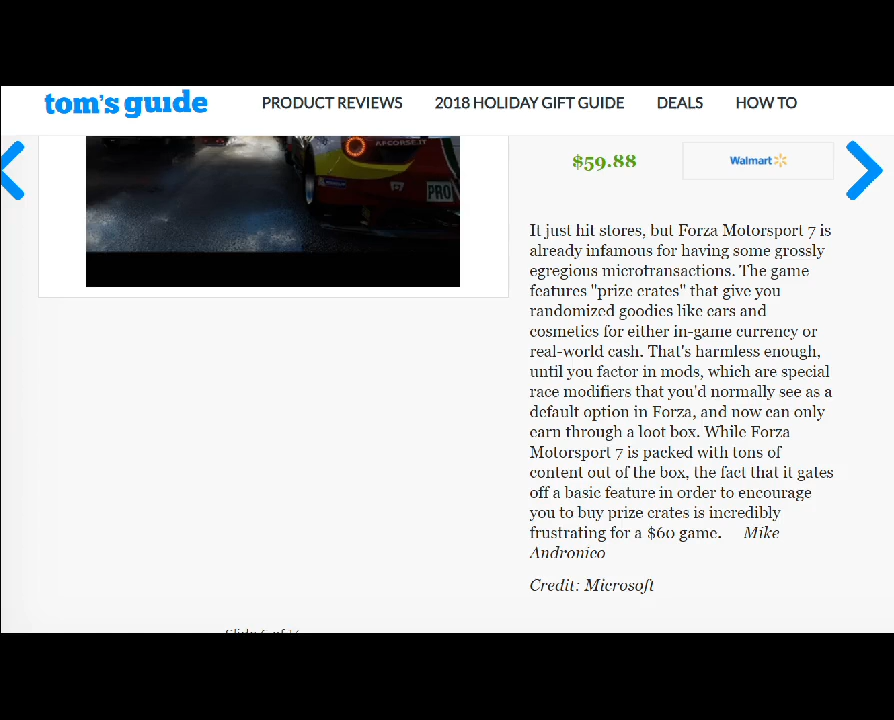 tom's guide PRODUCT REVIEWS 2018 HOLIDAY GIFT GUIDE DEALS HOW TO
AFCORSE.IT
PRO
$59.88 Walmart
It just hit stores, but Forza Motorsport 7 is
already infamous for having some grossly
egregious microtransactions. The game
features "prize crates" that give you
randomized goodies like cars and
cosmetics for either in-game currency or
real-world cash. That's harmless enough,
until you factor in mods, which are special
race modifiers that you'd normally see as a
default option in Forza, and now can only
earn through a loot box. While Forza
Motorsport 7 is packed with tons of
content out of the box, the fact that it gates
off a basic feature in order to encourage
you to buy prize crates is incredibly
frustrating for a $60 game. Mike
Andronico
Credit: Microsoft